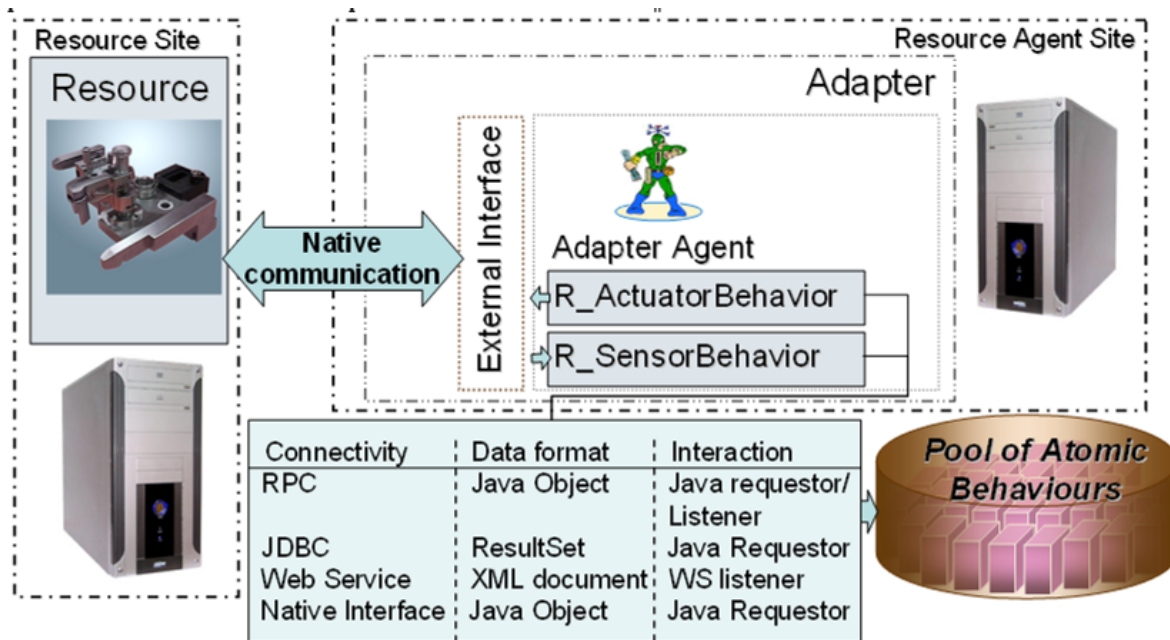 Resource Site
Resource
Resource Agent Site
Adapter
External Interface
Native
communication
Adapter Agent
R_ActuatorBehavior
R_SensorBehavior
Connectivity Data format Interaction
RPC Java Object Java requestor/
Listener
JDBC ResultSet Java Requestor
Web Service XML document WS listener
Native Interface Java Object Java Requestor
Pool of Atomic
Behaviours